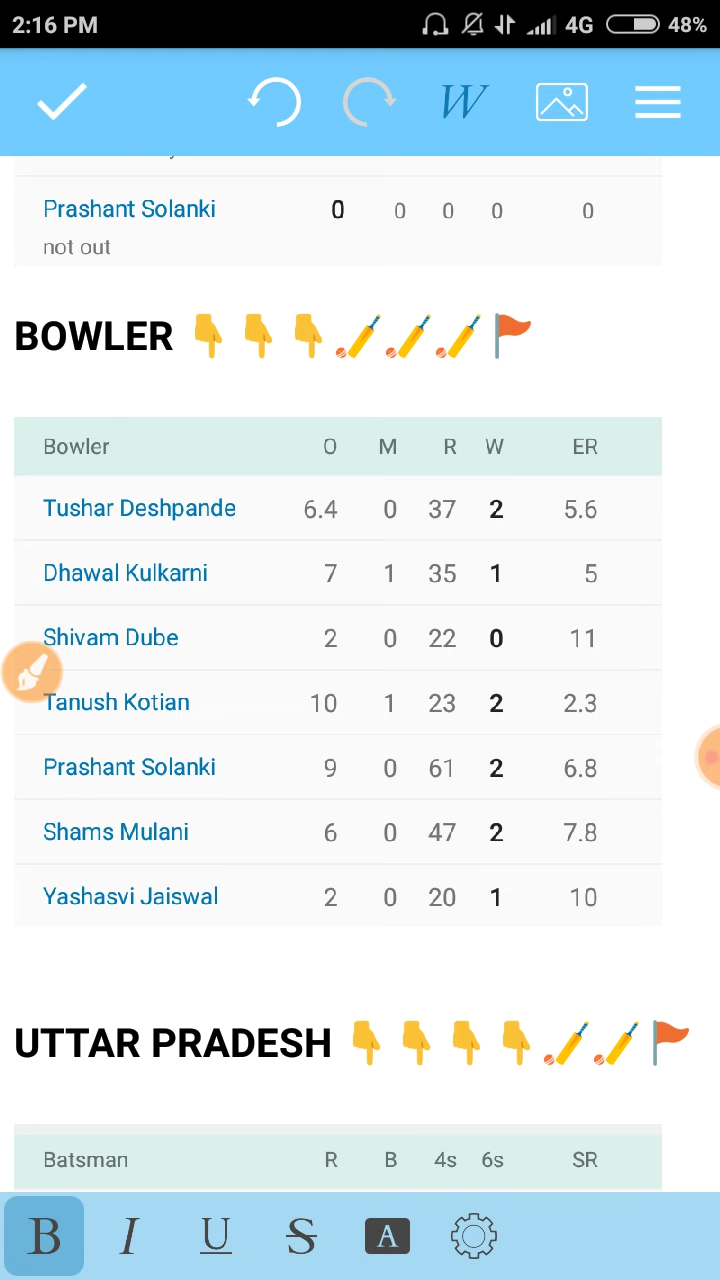 2:16 PM 4G 48%
W
Prashant Solanki 0 0 0 0 0
not out
BOWLER 👇👇👇🏏🏏🏏🚩
Bowler O M R W ER
Tushar Deshpande 6.4 0 37 2 5.6
Dhawal Kulkarni 7 1 35 1 5
Shivam Dube 2 0 22 0 11
Tanush Kotian 10 1 23 2 2.3
Prashant Solanki 9 0 61 2 6.8
Shams Mulani 6 0 47 2 7.8
Yashasvi Jaiswal 2 0 20 1 10
UTTAR PRADESH 👇👇👇👇🏏🏏🚩
Batsman R B 4s 6s SR
B I U S A